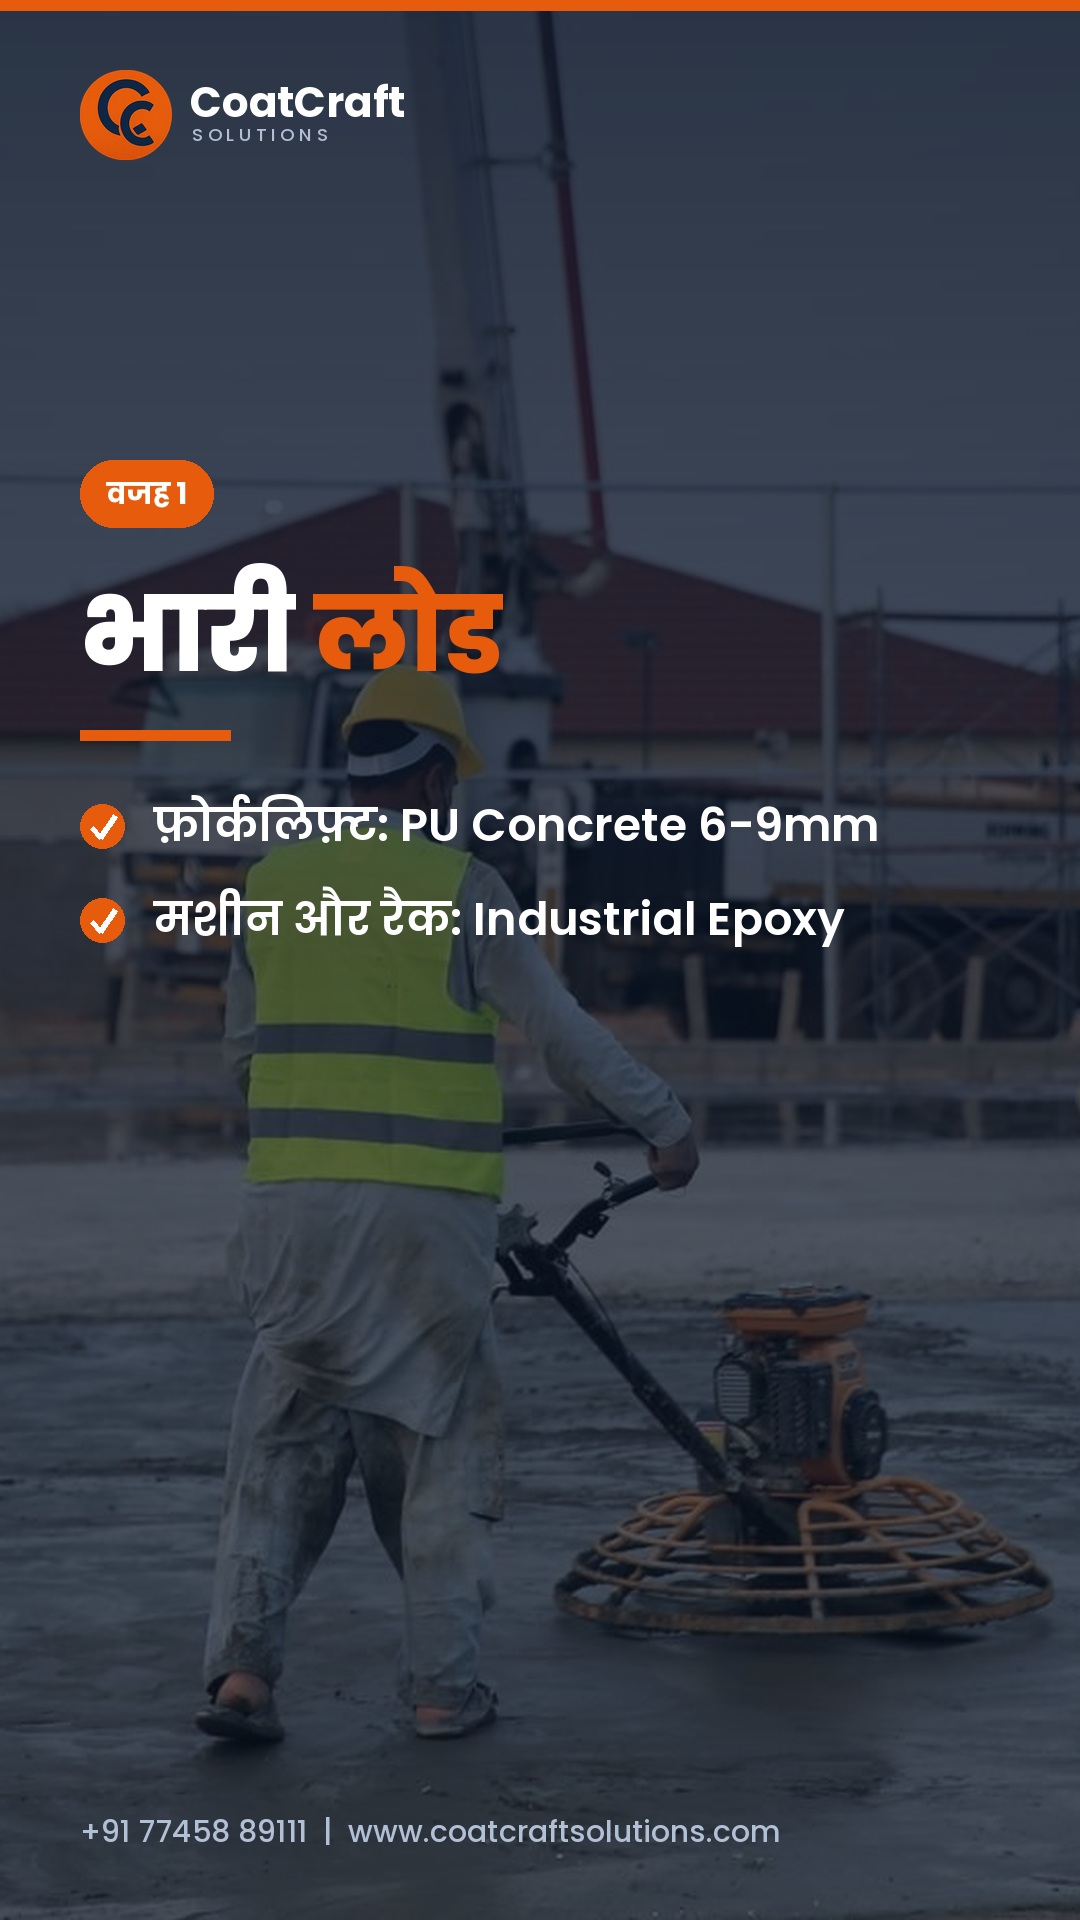 CoatCraft
SOLUTIONS
वजह 1
भारी लोड
फ़ोर्कलिफ़्ट: PU Concrete 6-9mm
मशीन और रैक: Industrial Epoxy
+91 77458 89111 | www.coatcraftsolutions.com